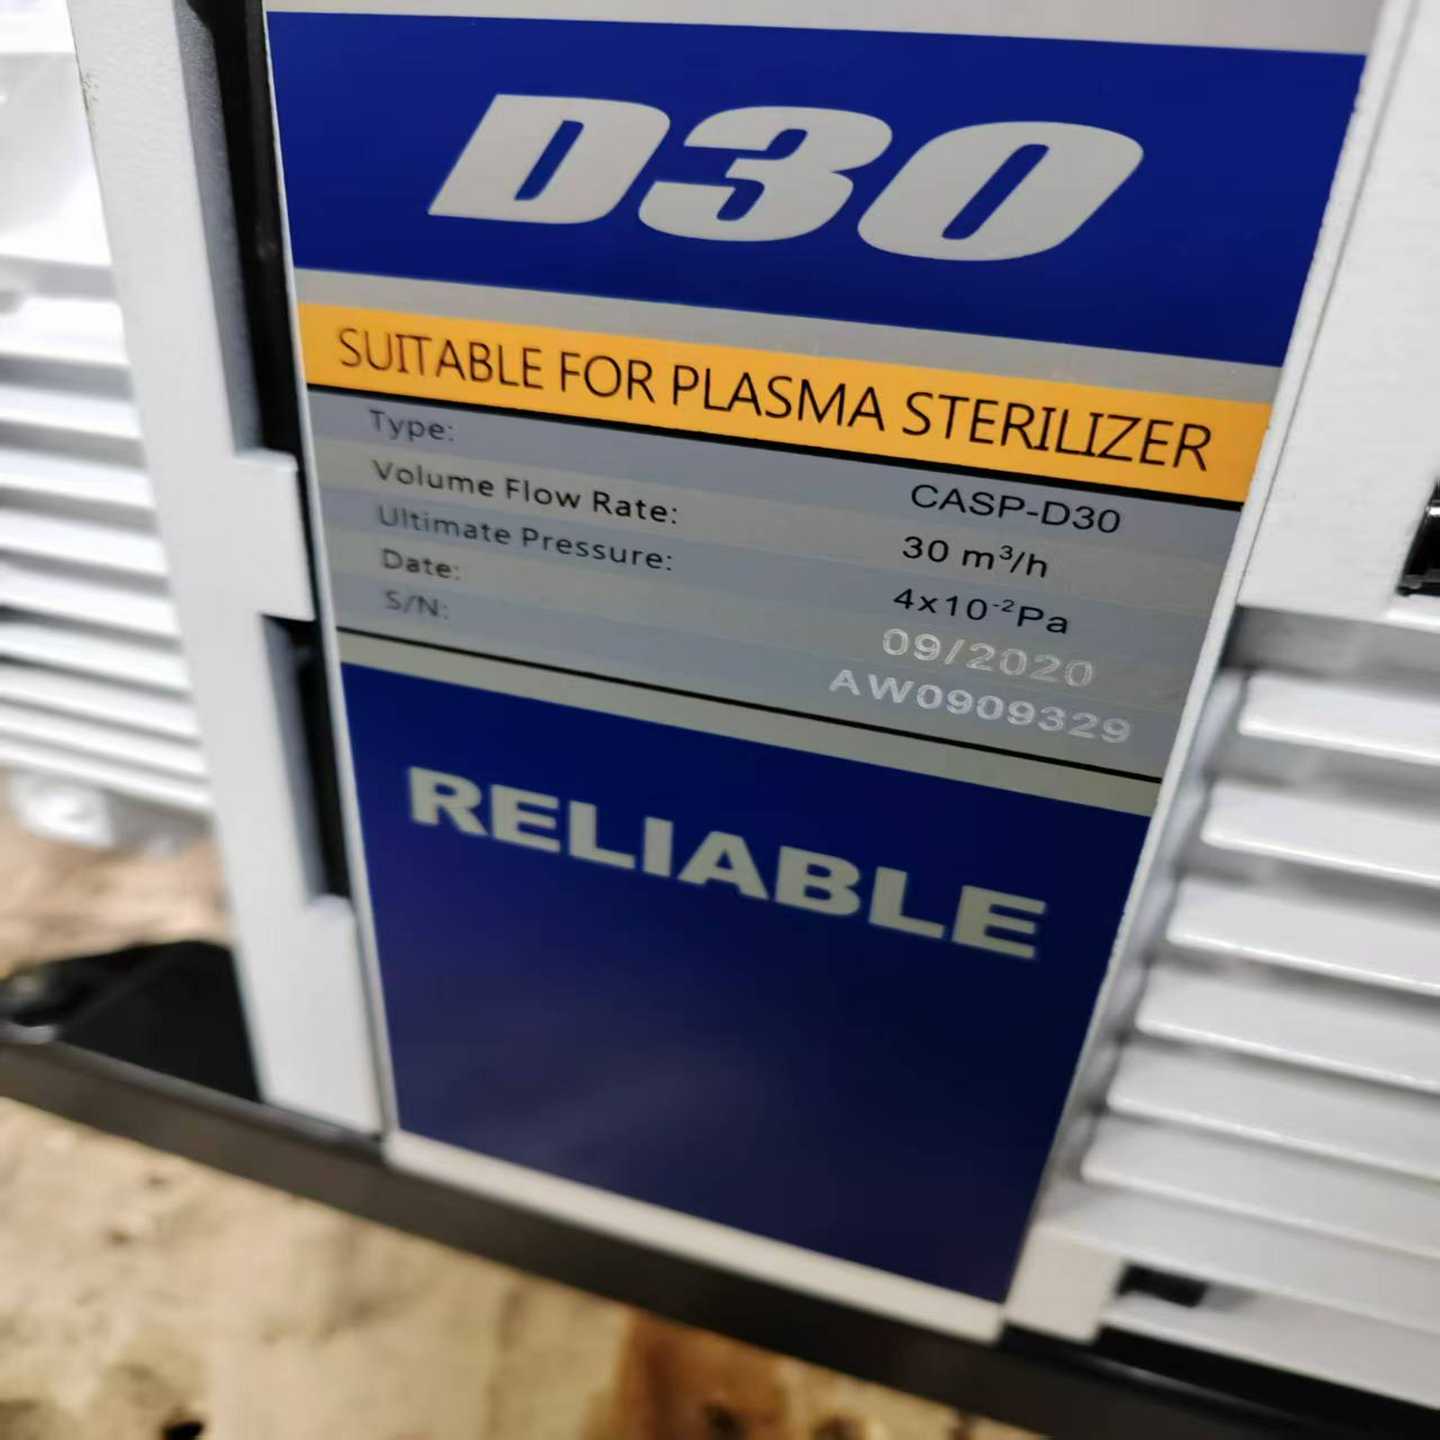 D30
SUITABLE FOR PLASMA STERILIZER
Type: CASP-D30
Volume Flow Rate: 30 m³/h
Ultimate Pressure: 4x10⁻²Pa
Date: 09/2020
S/N: AW0909329
RELIABLE